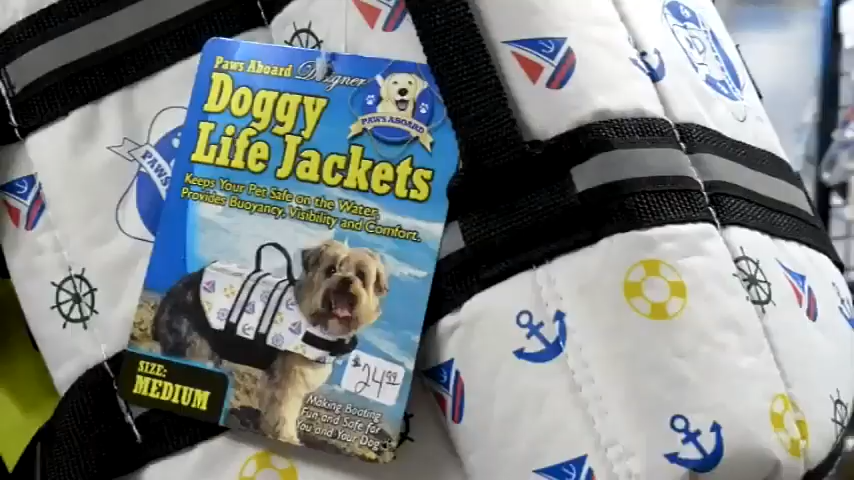 Paws Aboard Designer
Doggy
Life Jackets
PAWS ABOARD
Keeps Your Pet Safe on the Water.
Provides Buoyancy, Visibility and Comfort.
SIZE:
MEDIUM
$24.99
Making Boating
Fun and Safe for
You and Your Dog
PAWS